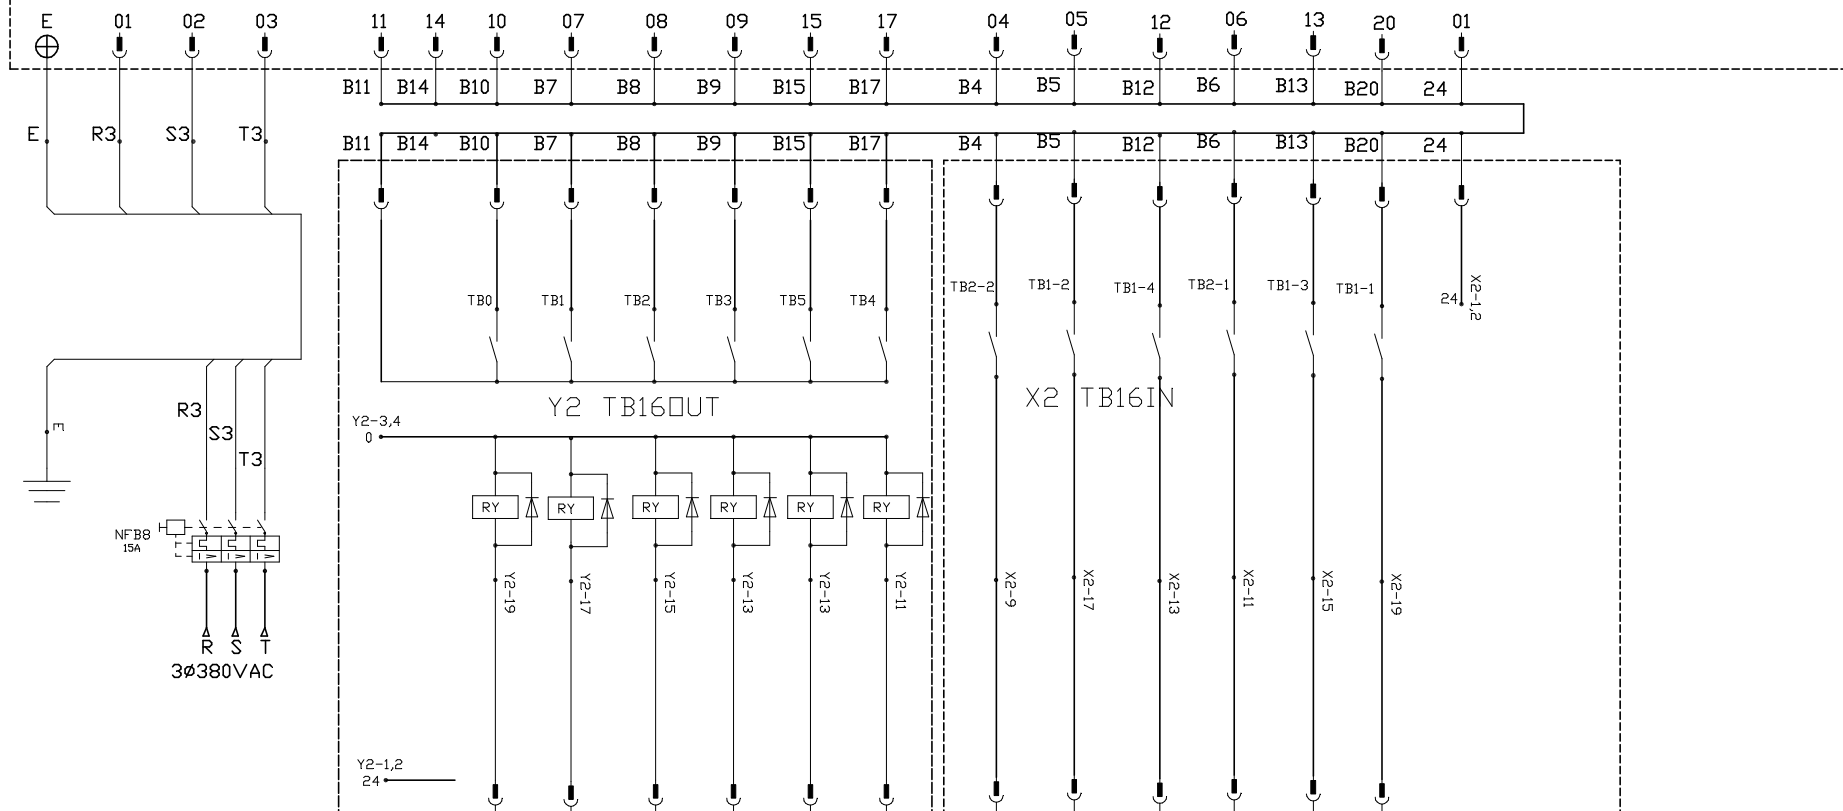 E 01 02 03 11 14 10 07 08 09 15 17 04 05 12 06 13 20 01
B11 B14 B10 B7 B8 B9 B15 B17 B4 B5 B12 B6 B13 B20 24
E R3 S3 T3
B11 B14 B10 B7 B8 B9 B15 B17 B4 B5 B12 B6 B13 B20 24
TB0 TB1 TB2 TB3 TB5 TB4
TB2-2 TB1-2 TB1-4 TB2-1 TB1-3 TB1-1 24 X2-1,2
Y2 TB16OUT
X2 TB16IN
Y2-3,4
0
R3
S3
T3
E
RY RY RY RY RY RY
NFB8
15A
Y2-19 Y2-17 Y2-15 Y2-13 Y2-13 Y2-11
X2-9 X2-17 X2-13 X2-11 X2-15 X2-19
R S T
3Ø380VAC
Y2-1,2
24